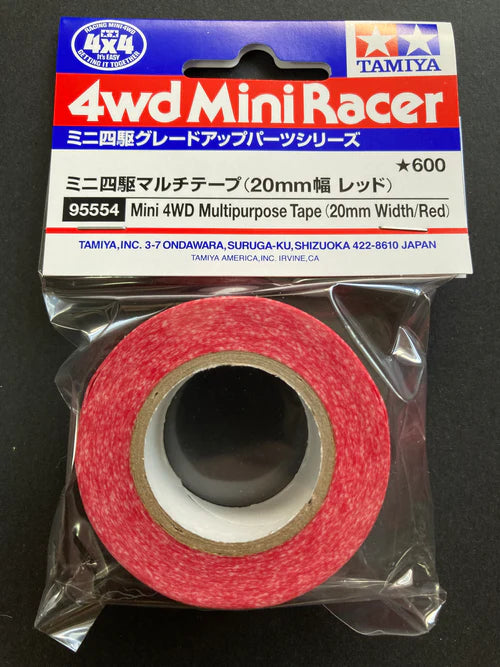 RACING MINI-4WD
4x4
It's EASY
GETTING IT TOGETHER
TAMIYA
4wd Mini Racer
ミニ四駆グレードアップパーツシリーズ
★600
ミニ四駆マルチテープ(20mm幅 レッド)
95554 Mini 4WD Multipurpose Tape (20mm Width/Red)
TAMIYA,INC. 3-7 ONDAWARA, SURUGA-KU, SHIZUOKA 422-8610 JAPAN
TAMIYA AMERICA,INC. IRVINE,CA